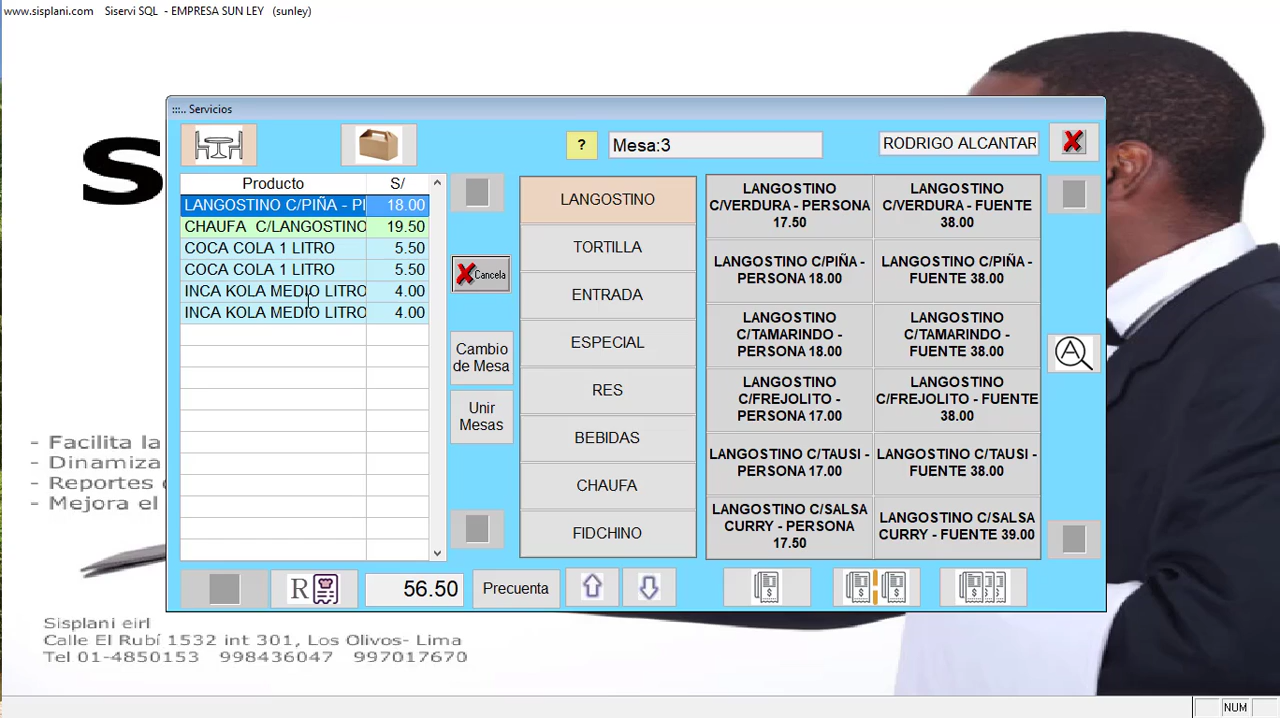 www.sisplani.com Siservi SQL - EMPRESA SUN LEY (sunley)
S
:::.. Servicios
? Mesa:3 RODRIGO ALCANTAR
Producto S/
LANGOSTINO C/PIÑA - PI 18.00
CHAUFA C/LANGOSTINO 19.50
COCA COLA 1 LITRO 5.50
COCA COLA 1 LITRO 5.50
INCA KOLA MEDIO LITRO 4.00
INCA KOLA MEDIO LITRO 4.00
Cancela
Cambio
de Mesa
Unir
Mesas
LANGOSTINO
TORTILLA
ENTRADA
ESPECIAL
RES
BEBIDAS
CHAUFA
FIDCHINO
LANGOSTINO
C/VERDURA - PERSONA
17.50
LANGOSTINO
C/VERDURA - FUENTE
38.00
LANGOSTINO C/PIÑA -
PERSONA 18.00
LANGOSTINO C/PIÑA -
FUENTE 38.00
LANGOSTINO
C/TAMARINDO -
PERSONA 18.00
LANGOSTINO
C/TAMARINDO -
FUENTE 38.00
LANGOSTINO
C/FREJOLITO -
PERSONA 17.00
LANGOSTINO
C/FREJOLITO - FUENTE
38.00
LANGOSTINO C/TAUSI -
PERSONA 17.00
LANGOSTINO C/TAUSI -
FUENTE 38.00
LANGOSTINO C/SALSA
CURRY - PERSONA
17.50
LANGOSTINO C/SALSA
CURRY - FUENTE 39.00
A
R 56.50 Precuenta
- Facilita la
- Dinamiza
- Reportes
- Mejora el
Sisplani eirl
Calle El Rubí 1532 int 301, Los Olivos- Lima
Tel 01-4850153 998436047 997017670
NUM